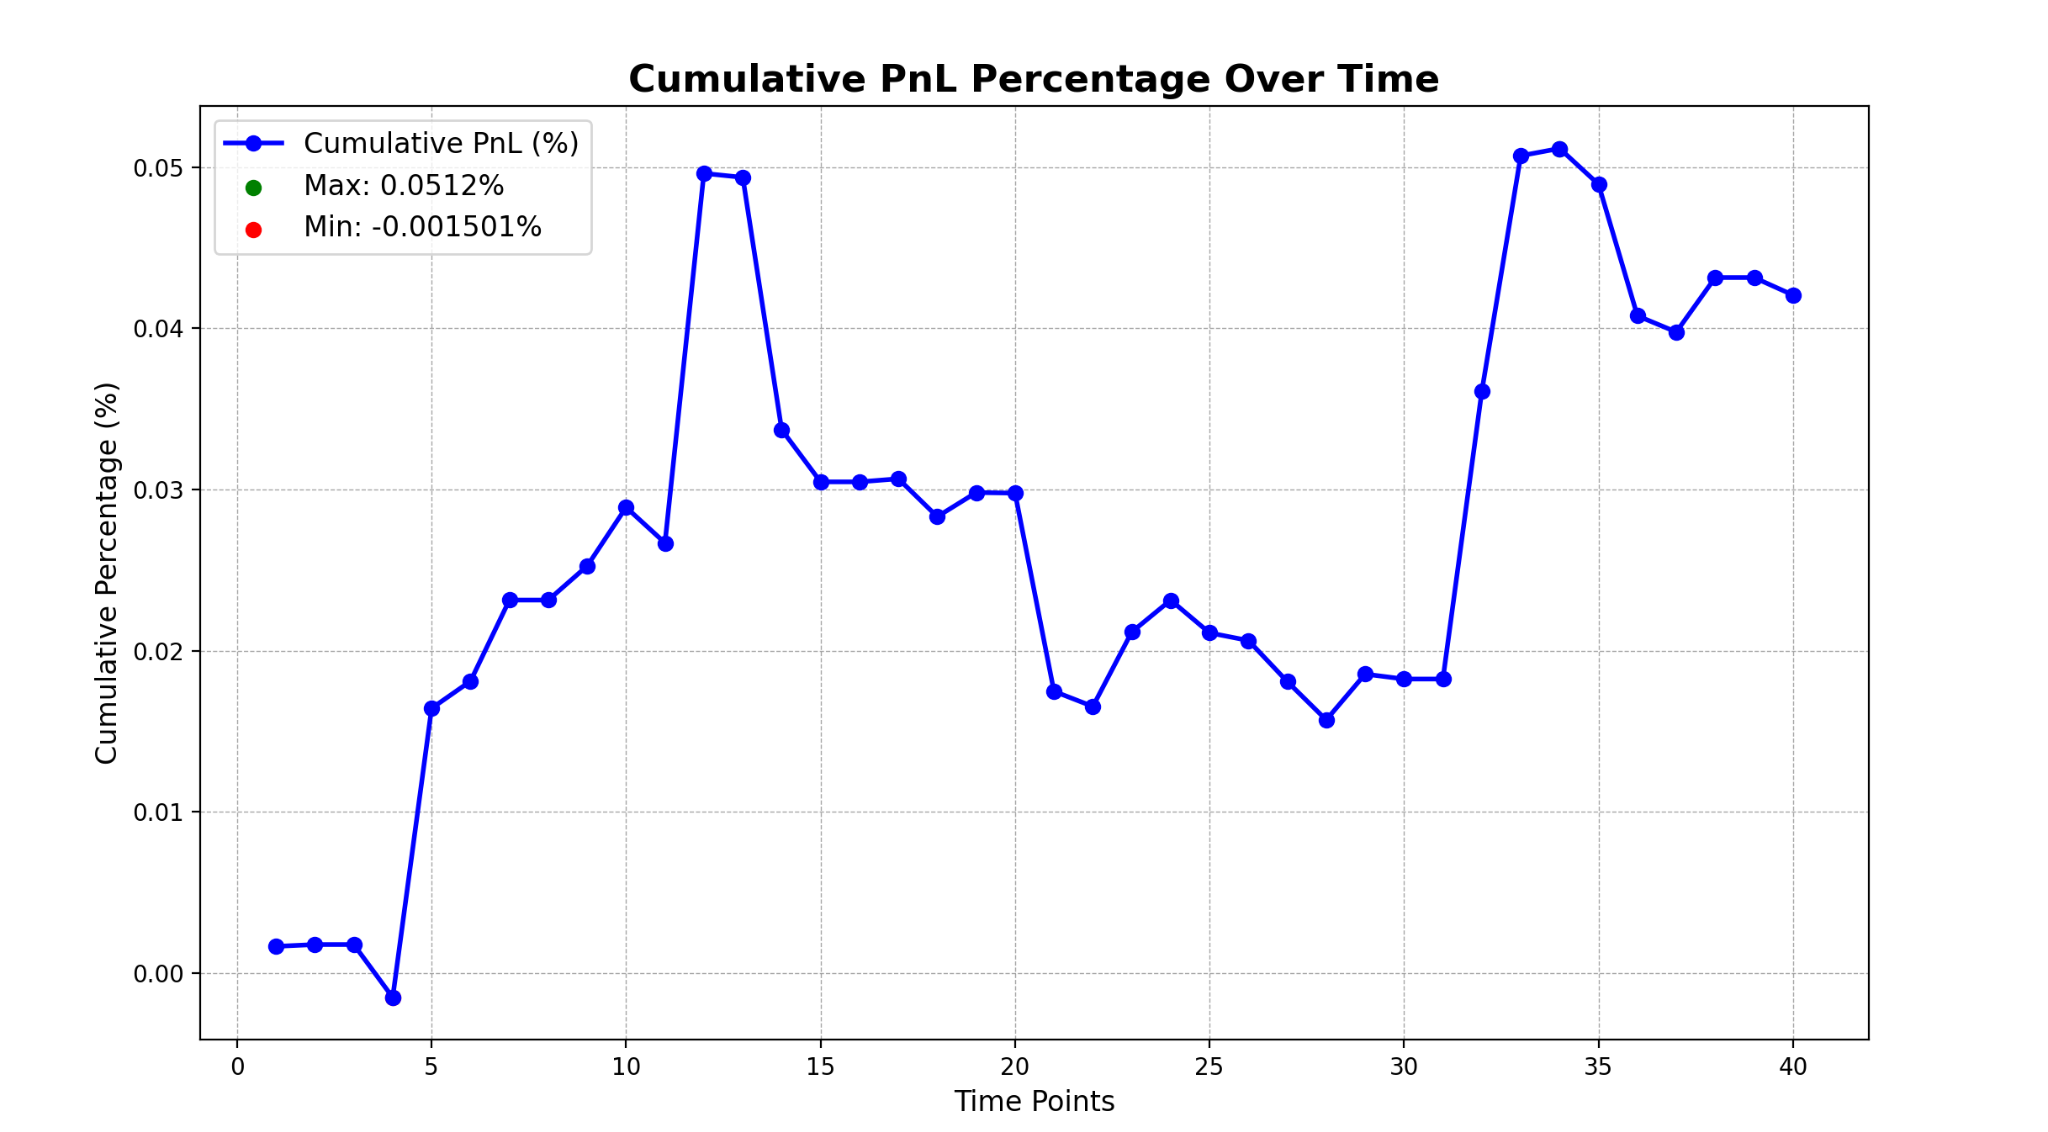 Cumulative PnL Percentage Over Time
Cumulative PnL (%)
Max: 0.0512%
Min: -0.001501%
0.05
0.04
0.03
0.02
0.01
0.00
Cumulative Percentage (%)
0 5 10 15 20 25 30 35 40
Time Points